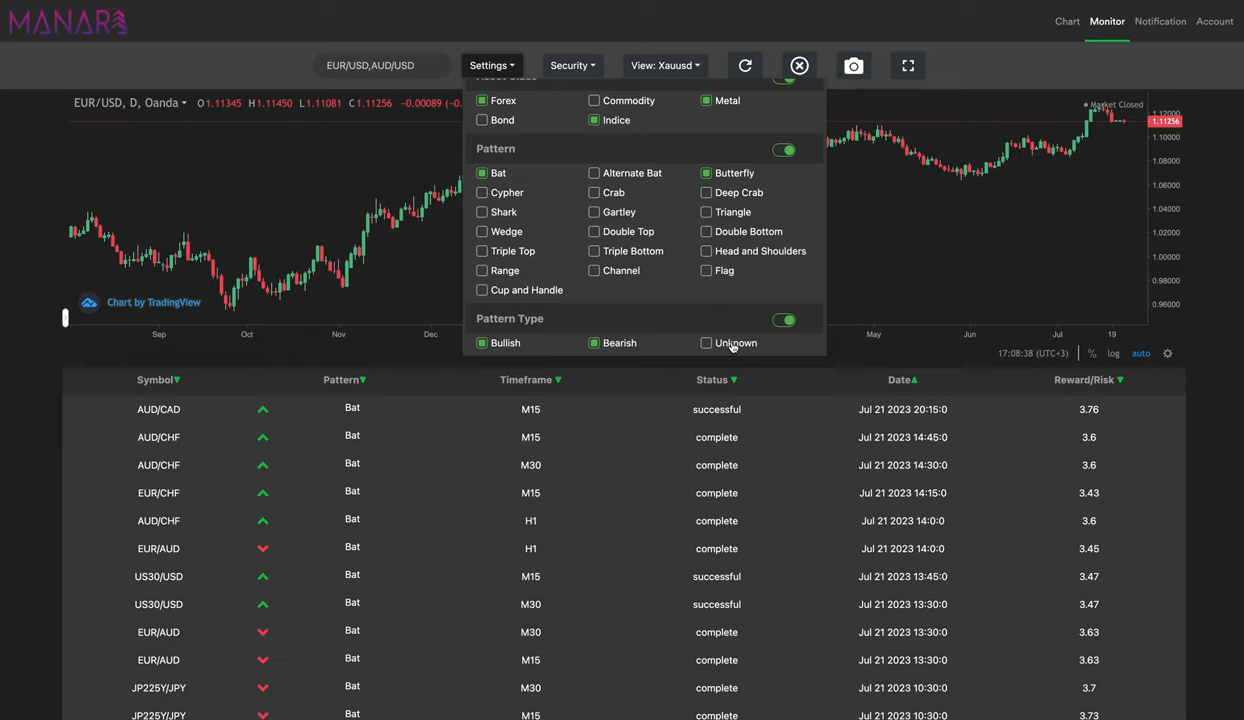 MANAR
Chart Monitor Notification Account
EUR/USD,AUD/USD Settings Security View: Xauusd
EUR/USD, D, Oanda O1.11345 H1.11450 L1.11081 C1.11256 −0.00089 (−0.
Forex Commodity Metal
Bond Indice
Market Closed
1.12000
1.11256
1.10000
1.08000
1.06000
1.04000
1.02000
1.00000
0.98000
0.96000
Pattern
Bat Alternate Bat Butterfly
Cypher Crab Deep Crab
Shark Gartley Triangle
Wedge Double Top Double Bottom
Triple Top Triple Bottom Head and Shoulders
Range Channel Flag
Cup and Handle
Pattern Type
Bullish Bearish Unknown
Chart by TradingView
Sep Oct Nov Dec May Jun Jul 19
17:08:38 (UTC+3) % log auto
Symbol Pattern Timeframe Status Date Reward/Risk
AUD/CAD Bat M15 successful Jul 21 2023 20:15:0 3.76
AUD/CHF Bat M15 complete Jul 21 2023 14:45:0 3.6
AUD/CHF Bat M30 complete Jul 21 2023 14:30:0 3.6
EUR/CHF Bat M15 complete Jul 21 2023 14:15:0 3.43
AUD/CHF Bat H1 complete Jul 21 2023 14:0:0 3.6
EUR/AUD Bat H1 complete Jul 21 2023 14:0:0 3.45
US30/USD Bat M15 successful Jul 21 2023 13:45:0 3.47
US30/USD Bat M30 successful Jul 21 2023 13:30:0 3.47
EUR/AUD Bat M30 complete Jul 21 2023 13:30:0 3.63
EUR/AUD Bat M15 complete Jul 21 2023 13:30:0 3.63
JP225Y/JPY Bat M30 complete Jul 21 2023 10:30:0 3.7
JP225Y/JPY Bat M15 complete Jul 21 2023 10:30:0 3.73